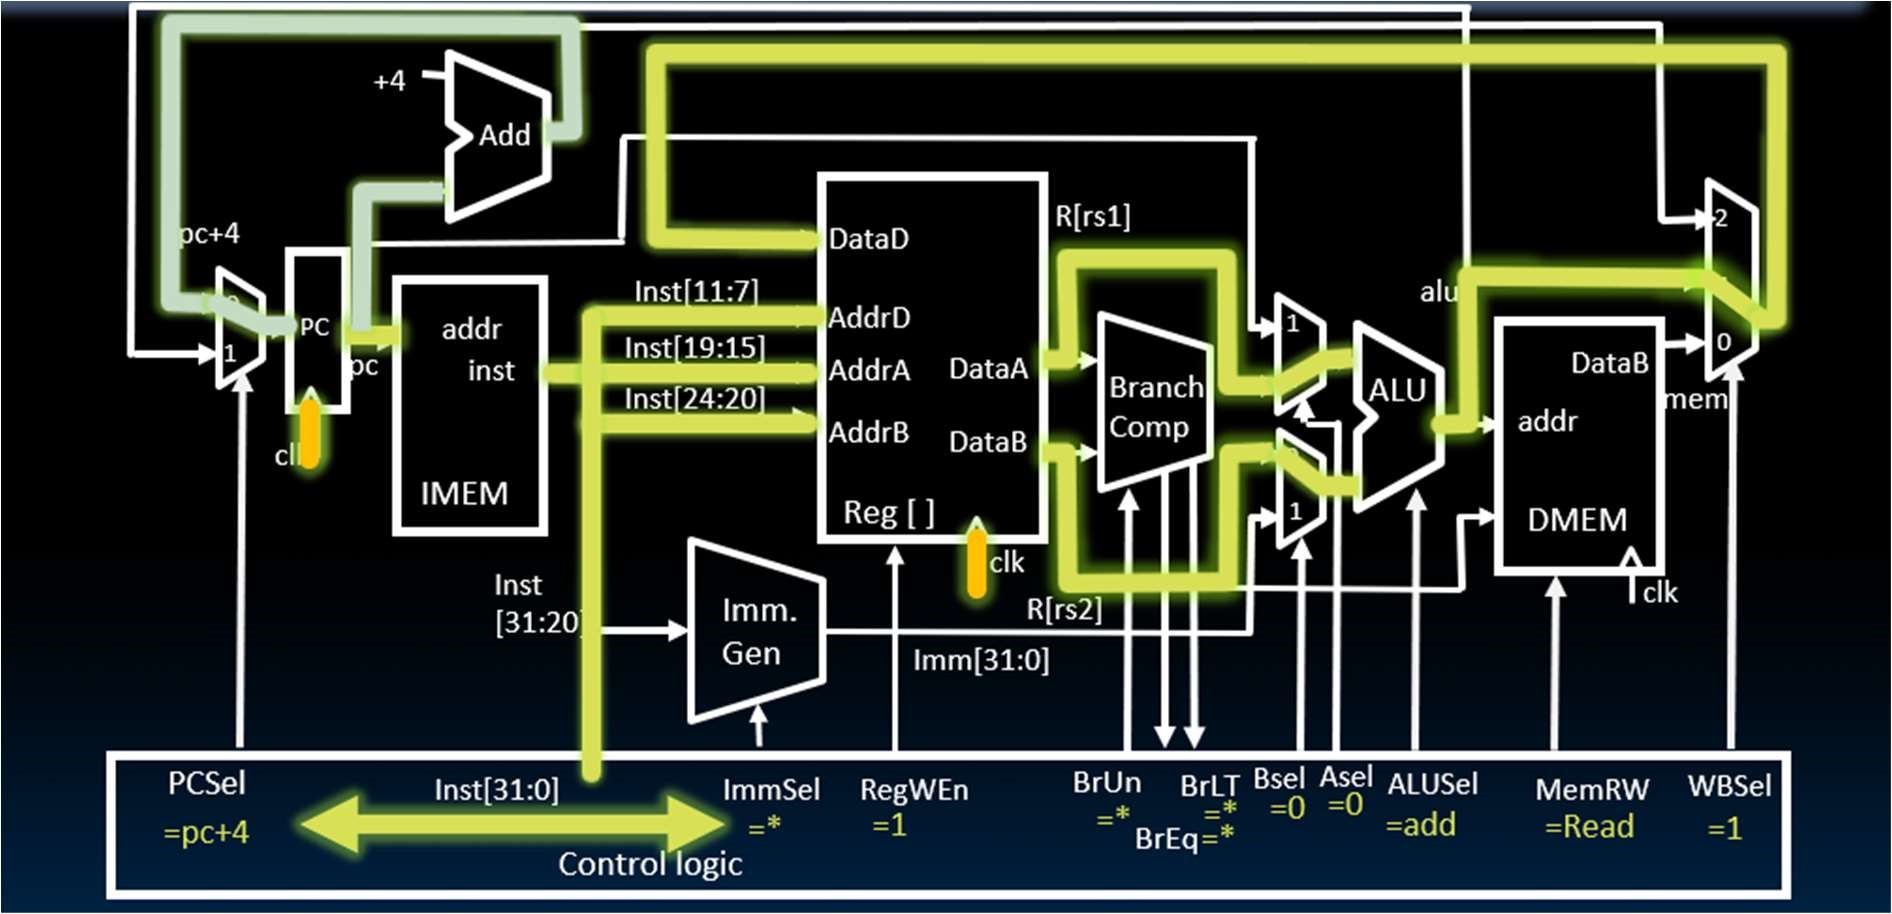 +4
Add
pc+4
PC
pc
clk
addr
inst
IMEM
Inst[11:7]
Inst[19:15]
Inst[24:20]
DataD
AddrD
AddrA
AddrB
DataA
DataB
Reg [ ]
clk
R[rs1]
R[rs2]
Branch
Comp
1
1
1
ALU
alu
2
0
DataB
addr
DMEM
mem
clk
Inst
[31:20]
Imm.
Gen
Imm[31:0]
PCSel
=pc+4
Inst[31:0]
Control logic
ImmSel
=*
RegWEn
=1
BrUn
=*
BrLT
=*
BrEq=*
Bsel
=0
Asel
=0
ALUSel
=add
MemRW
=Read
WBSel
=1